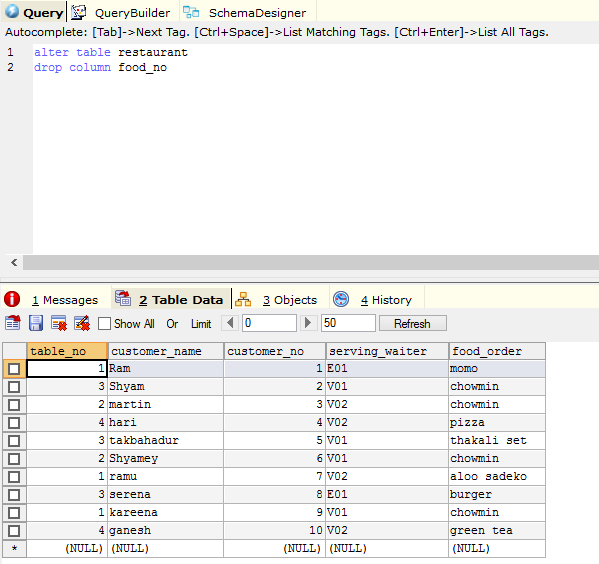 Query QueryBuilder SchemaDesigner
Autocomplete: [Tab]->Next Tag. [Ctrl+Space]->List Matching Tags. [Ctrl+Enter]->List All Tags.
1 alter table restaurant
2 drop column food_no
1 Messages 2 Table Data 3 Objects 4 History
Show All Or Limit 0 50 Refresh
table_no customer_name customer_no serving_waiter food_order
1 Ram 1 E01 momo
3 Shyam 2 V01 chowmin
2 martin 3 V02 chowmin
4 hari 4 V02 pizza
3 takbahadur 5 V01 thakali set
2 Shyamey 6 V01 chowmin
1 ramu 7 V02 aloo sadeko
3 serena 8 E01 burger
1 kareena 9 V01 chowmin
4 ganesh 10 V02 green tea
* (NULL) (NULL) (NULL) (NULL) (NULL)